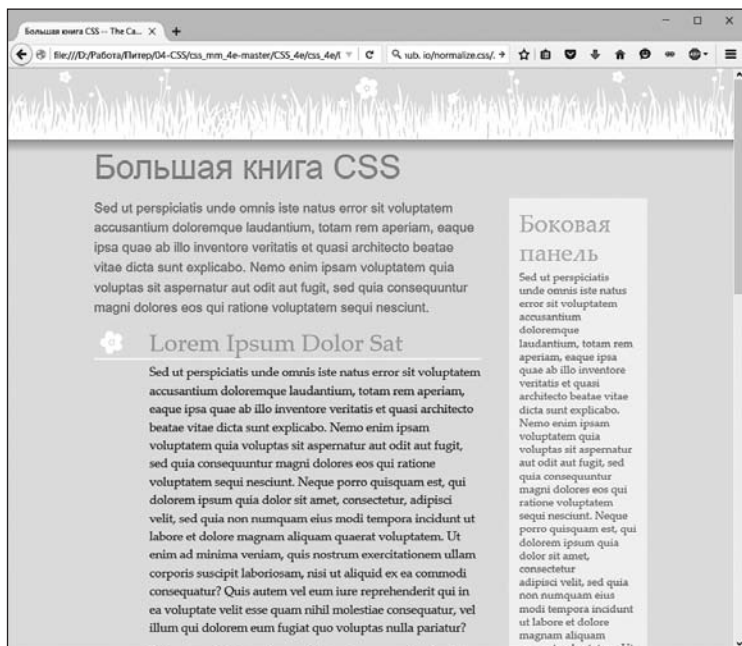 Большая книга CSS -- The Ca...
file:///D:/Работа/Питер/04-CSS/css_mm_4e-master/CSS_4e/css_4e/
ub. io/normalize.css/.
Большая книга CSS
Sed ut perspiciatis unde omnis iste natus error sit voluptatem
accusantium doloremque laudantium, totam rem aperiam, eaque
ipsa quae ab illo inventore veritatis et quasi architecto beatae
vitae dicta sunt explicabo. Nemo enim ipsam voluptatem quia
voluptas sit aspernatur aut odit aut fugit, sed quia consequuntur
magni dolores eos qui ratione voluptatem sequi nesciunt.
Lorem Ipsum Dolor Sat
Sed ut perspiciatis unde omnis iste natus error sit voluptatem
accusantium doloremque laudantium, totam rem aperiam,
eaque ipsa quae ab illo inventore veritatis et quasi architecto
beatae vitae dicta sunt explicabo. Nemo enim ipsam
voluptatem quia voluptas sit aspernatur aut odit aut fugit,
sed quia consequuntur magni dolores eos qui ratione
voluptatem sequi nesciunt. Neque porro quisquam est, qui
dolorem ipsum quia dolor sit amet, consectetur, adipisci
velit, sed quia non numquam eius modi tempora incidunt ut
labore et dolore magnam aliquam quaerat voluptatem. Ut
enim ad minima veniam, quis nostrum exercitationem ullam
corporis suscipit laboriosam, nisi ut aliquid ex ea commodi
consequatur? Quis autem vel eum iure reprehenderit qui in
ea voluptate velit esse quam nihil molestiae consequatur, vel
illum qui dolorem eum fugiat quo voluptas nulla pariatur?
Боковая
панель
Sed ut perspiciatis
unde omnis iste natus
error sit voluptatem
accusantium
doloremque
laudantium, totam rem
aperiam, eaque ipsa
quae ab illo inventore
veritatis et quasi
architecto beatae vitae
dicta sunt explicabo.
Nemo enim ipsam
voluptatem quia
voluptas sit aspernatur
aut odit aut fugit, sed
quia consequuntur
magni dolores eos qui
ratione voluptatem
sequi nesciunt. Neque
porro quisquam est, qui
dolorem ipsum quia
dolor sit amet,
consectetur
adipisci velit, sed quia
non numquam eius
modi tempora incidunt
ut labore et dolore
magnam aliquam